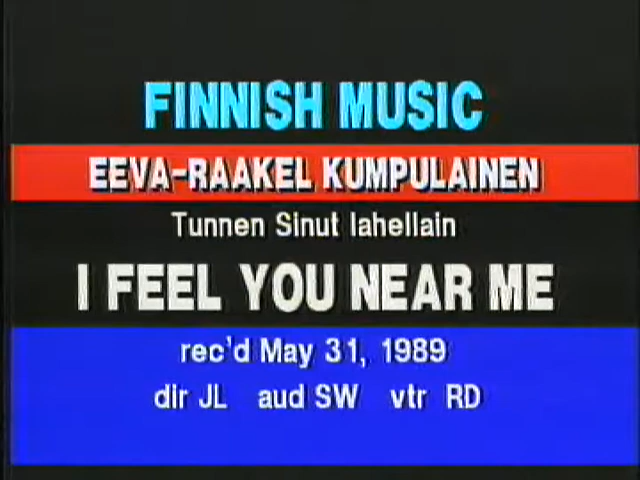 FINNISH MUSIC
EEVA-RAAKEL KUMPULAINEN
Tunnen Sinut lahellain
I FEEL YOU NEAR ME
rec'd May 31, 1989
dir JL aud SW vtr RD